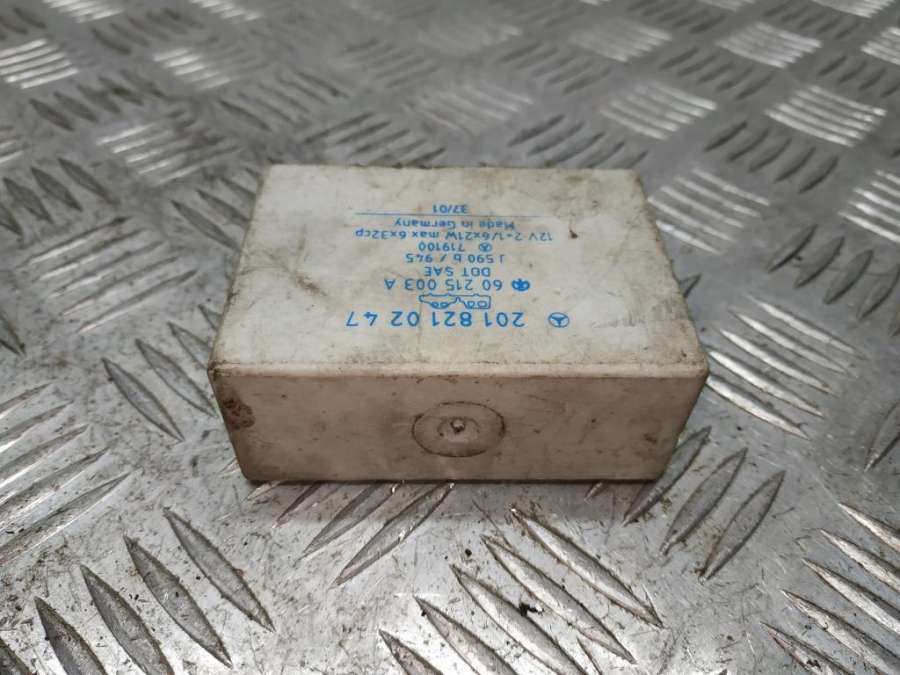 201 821 02 47
60 215 003 A
DOT SAE
J 590 b / 945
719100
12V 2-1/6x21W max 6x32cp
Made in Germany
37/01